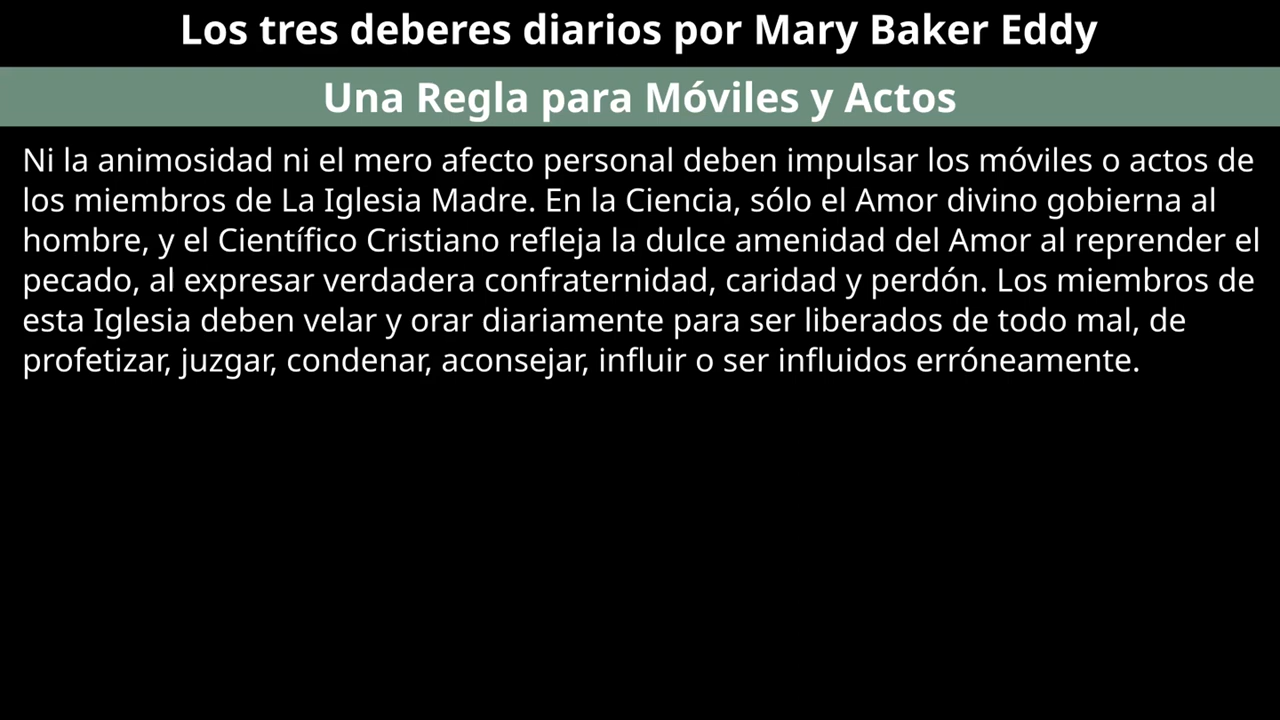 Los tres deberes diarios por Mary Baker Eddy
Una Regla para Móviles y Actos
Ni la animosidad ni el mero afecto personal deben impulsar los móviles o actos de
los miembros de La Iglesia Madre. En la Ciencia, sólo el Amor divino gobierna al
hombre, y el Científico Cristiano refleja la dulce amenidad del Amor al reprender el
pecado, al expresar verdadera confraternidad, caridad y perdón. Los miembros de
esta Iglesia deben velar y orar diariamente para ser liberados de todo mal, de
profetizar, juzgar, condenar, aconsejar, influir o ser influidos erróneamente.